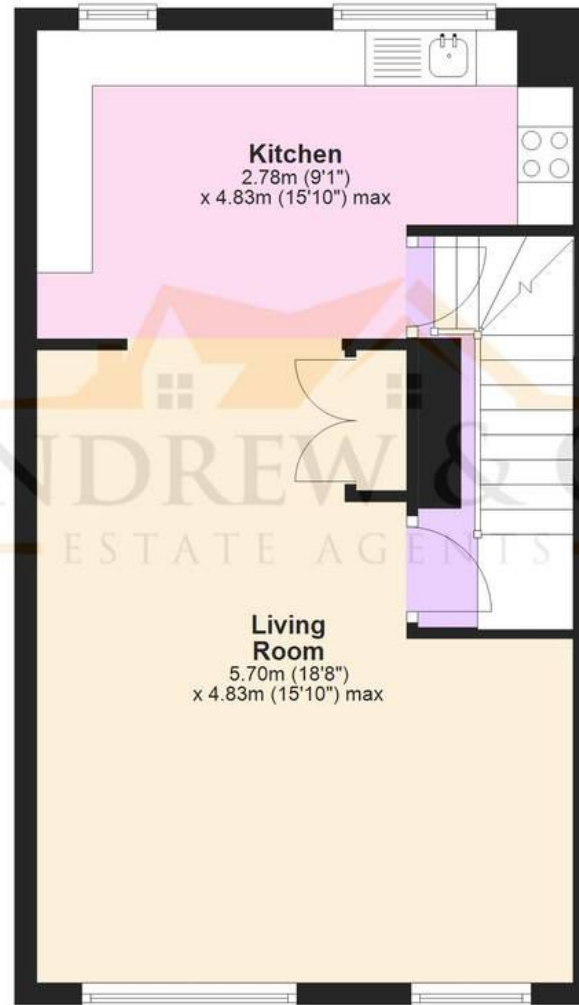 Kitchen
2.78m (9'1")
x 4.83m (15'10") max
NDREW &
ESTATE AGENTS
Living
Room
5.70m (18'8")
x 4.83m (15'10") max